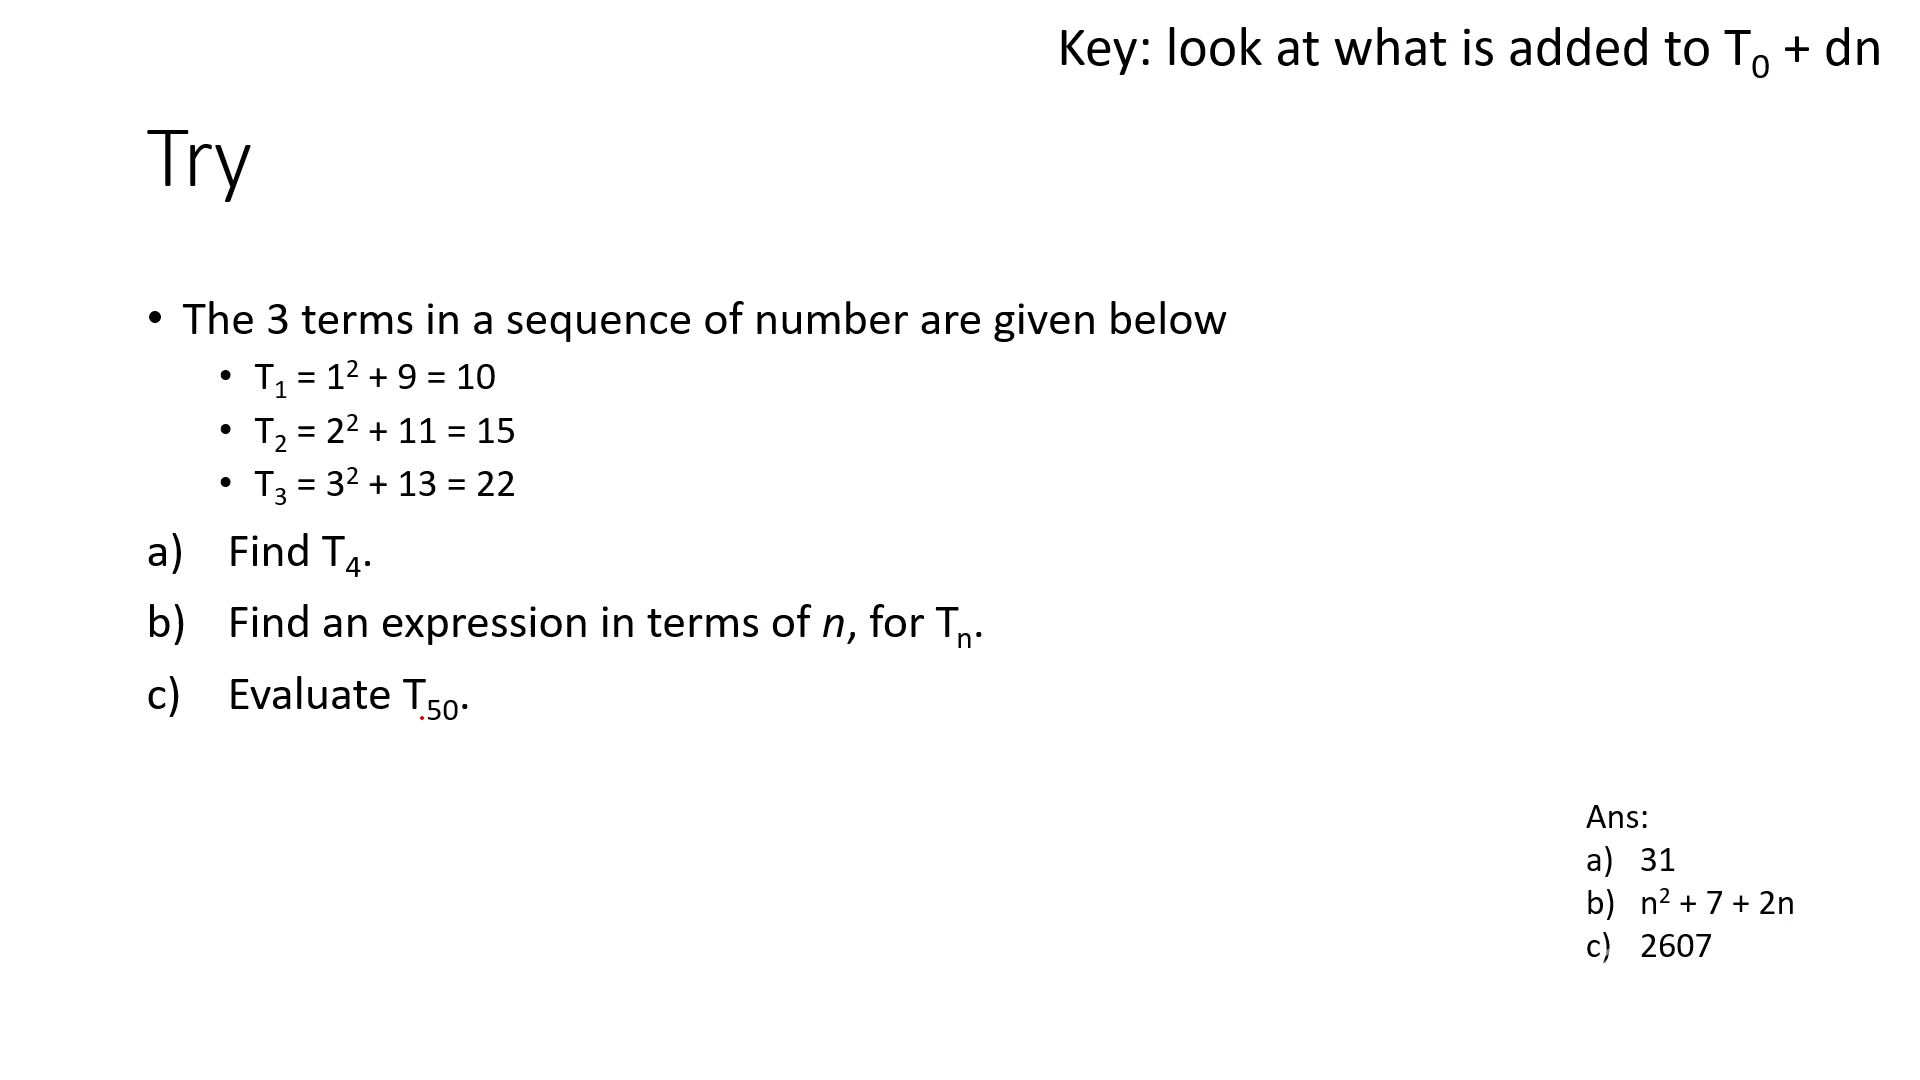 Key: look at what is added to T₀ + dn
Try
• The 3 terms in a sequence of number are given below
• T₁ = 1² + 9 = 10
• T₂ = 2² + 11 = 15
• T₃ = 3² + 13 = 22
a) Find T₄.
b) Find an expression in terms of n, for Tₙ.
c) Evaluate T₅₀.
Ans:
a) 31
b) n² + 7 + 2n
c) 2607